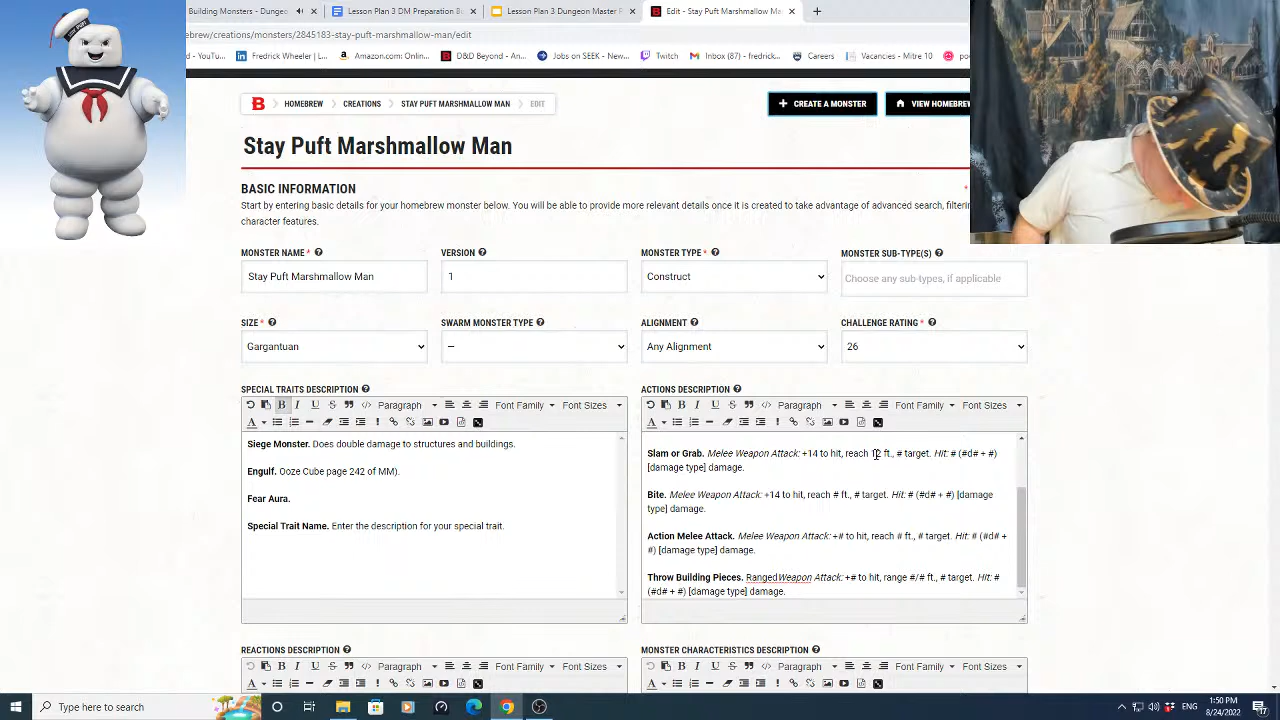 STAY PUFT
Building Monsters - Dungeo
Lesson Plan 3 DM Preparation B
Lesson Plan 3 Dungeon Master F
Edit - Stay Puft Marshmallow Man
ebrew/creations/monsters/2845183-stay-puft-marshmallow-man/edit
d - YouTu...
Fredrick Wheeler | L...
Amazon.com: Onlin...
D&D Beyond - An...
Jobs on SEEK - New...
Twitch
Inbox (87) - fredrick...
Careers
Vacancies - Mitre 10
pod
HOMEBREW
CREATIONS
STAY PUFT MARSHMALLOW MAN
EDIT
CREATE A MONSTER
VIEW HOMEBREW
Stay Puft Marshmallow Man
BASIC INFORMATION
Start by entering basic details for your homebrew monster below. You will be able to provide more relevant details once it is created to take advantage of advanced search, filterin
character features.
MONSTER NAME *
VERSION
MONSTER TYPE *
MONSTER SUB-TYPE(S)
Stay Puft Marshmallow Man
1
Construct
Choose any sub-types, if applicable
SIZE *
SWARM MONSTER TYPE
ALIGNMENT
CHALLENGE RATING *
Gargantuan
—
Any Alignment
26
SPECIAL TRAITS DESCRIPTION
ACTIONS DESCRIPTION
Paragraph
Font Family
Font Sizes
Paragraph
Font Family
Font Sizes
Siege Monster. Does double damage to structures and buildings.
Engulf. Ooze Cube page 242 of MM).
Fear Aura.
Special Trait Name. Enter the description for your special trait.
Slam or Grab. Melee Weapon Attack: +14 to hit, reach 12 ft., # target. Hit: # (#d# + #)
[damage type] damage.
Bite. Melee Weapon Attack: +14 to hit, reach # ft., # target. Hit: # (#d# + #) [damage
type] damage.
Action Melee Attack. Melee Weapon Attack: +# to hit, reach # ft., # target. Hit: # (#d# +
#) [damage type] damage.
Throw Building Pieces. RangedWeapon Attack: +# to hit, range #/# ft., # target. Hit: #
(#d# + #) [damage type] damage.
REACTIONS DESCRIPTION
MONSTER CHARACTERISTICS DESCRIPTION
Paragraph
Font Family
Font Sizes
Paragraph
Font Family
Font Sizes
Type here to search
ENG
1:50 PM
8/24/2022
17